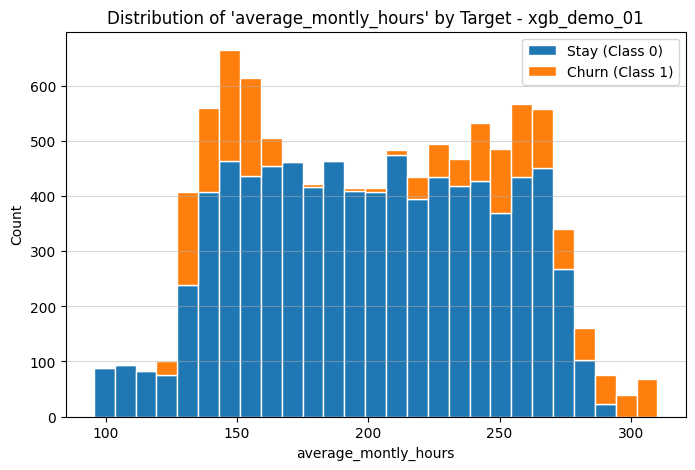 Distribution of 'average_montly_hours' by Target - xgb_demo_01
Stay (Class 0)
Churn (Class 1)
Count
600
500
400
300
200
100
0
100 150 200 250 300
average_montly_hours